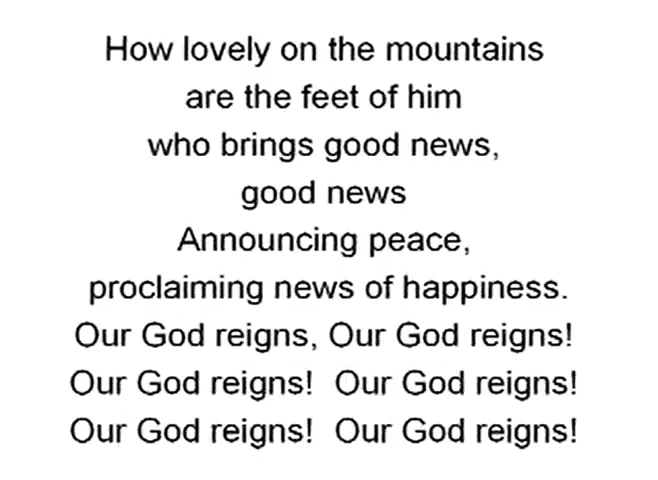 How lovely on the mountains
are the feet of him
who brings good news,
good news
Announcing peace,
proclaiming news of happiness.
Our God reigns, Our God reigns!
Our God reigns!  Our God reigns!
Our God reigns!  Our God reigns!